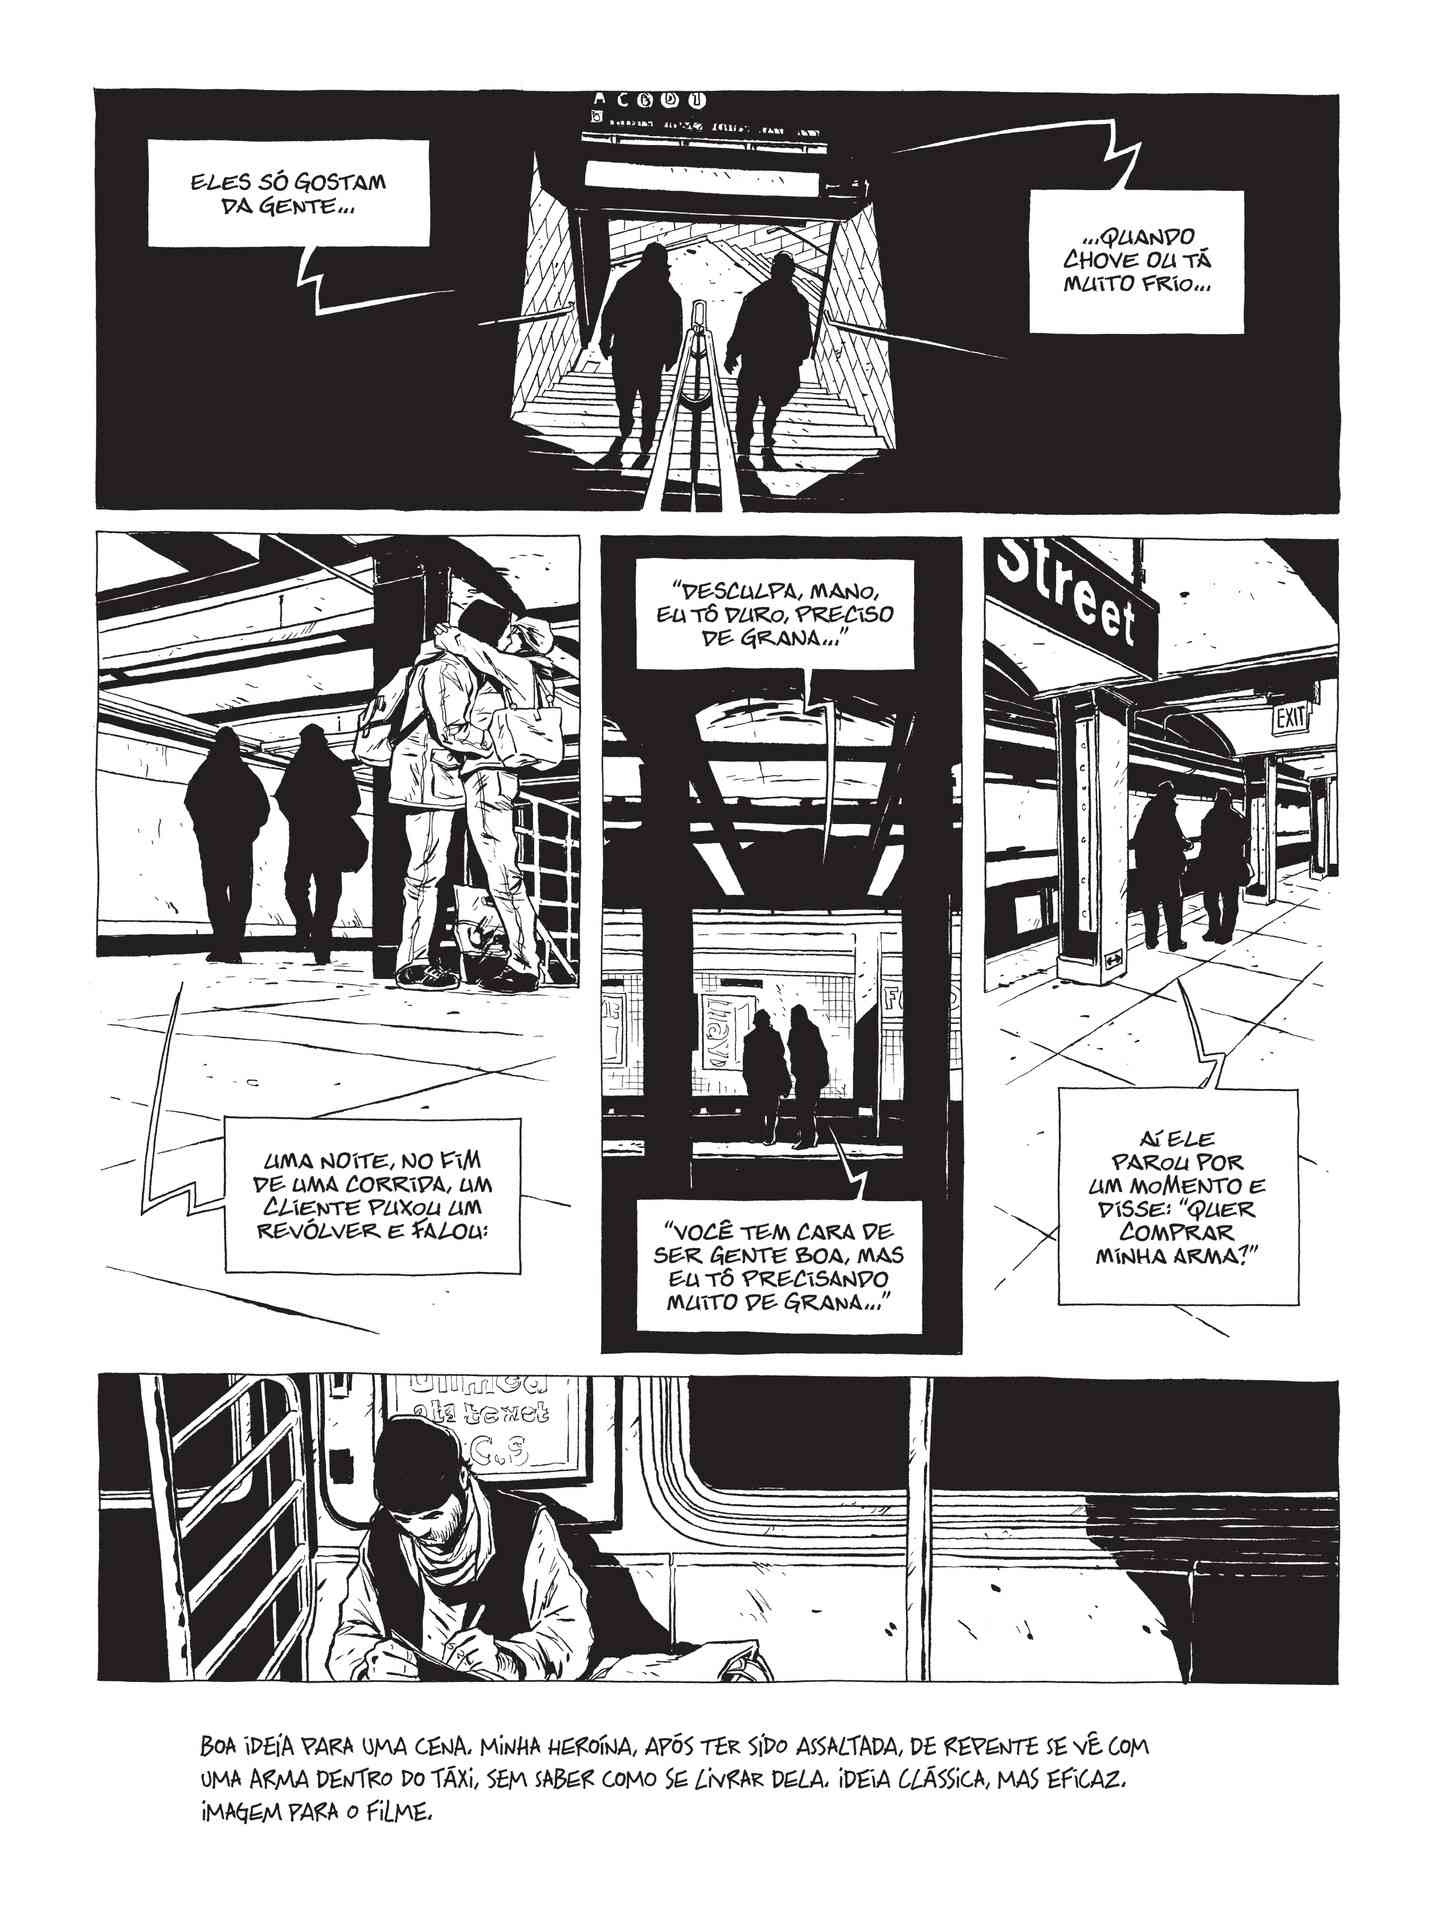 A C B D 1
ELES SÓ GOSTAM
DA GENTE...
...QUANDO
CHOVE OU TÁ
MUITO FRIO...
UMA NOITE, NO FIM
DE UMA CORRIDA, UM
CLIENTE PUXOU UM
REVÓLVER E FALOU:
"DESCULPA, MANO,
EU TÔ DURO, PRECISO
DE GRANA..."
"VOCÊ TEM CARA DE
SER GENTE BOA, MAS
EU TÔ PRECISANDO
MUITO DE GRANA..."
Street
EXIT
AÍ ELE
PAROU POR
UM MOMENTO E
DISSE: "QUER
COMPRAR
MINHA ARMA?"
C.S
BOA IDEIA PARA UMA CENA. MINHA HEROÍNA, APÓS TER SIDO ASSALTADA, DE REPENTE SE VÊ COM
UMA ARMA DENTRO DO TÁXI, SEM SABER COMO SE LIVRAR DELA. IDEIA CLÁSSICA, MAS EFICAZ.
IMAGEM PARA O FILME.